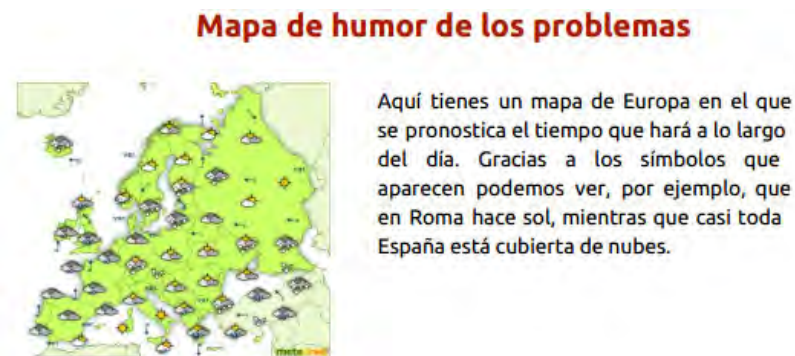 Mapa de humor de los problemas
Aquí tienes un mapa de Europa en el que
se pronostica el tiempo que hará a lo largo
del día. Gracias a los símbolos que
aparecen podemos ver, por ejemplo, que
en Roma hace sol, mientras que casi toda
España está cubierta de nubes.